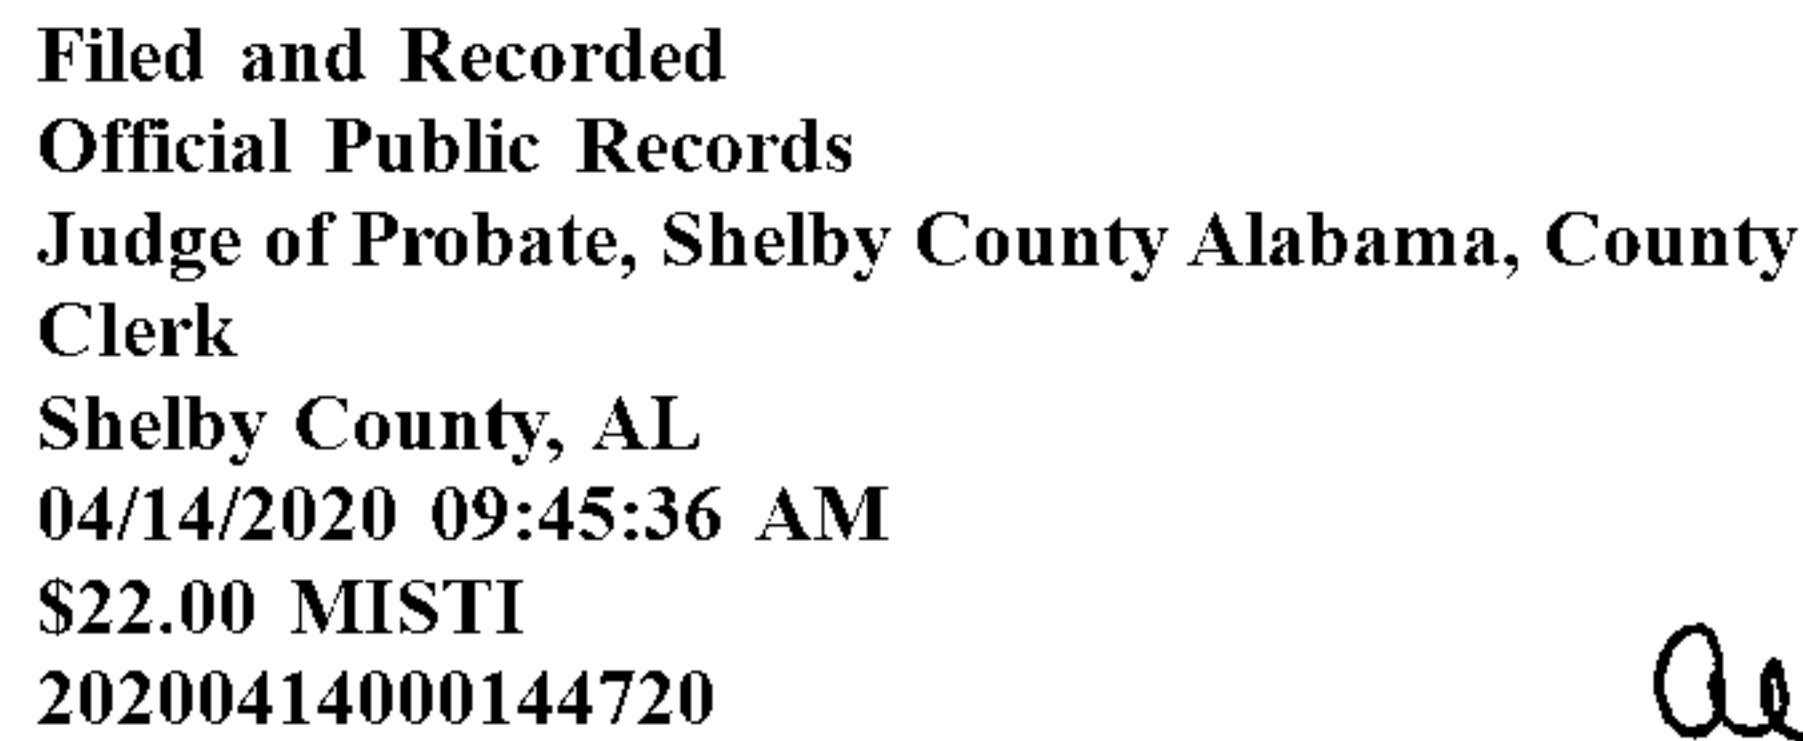 Filed and Recorded
Official Public Records
Judge of Probate, Shelby County Alabama, County
Clerk
Shelby County, AL
04/14/2020 09:45:36 AM
$22.00 MISTI
20200414000144720